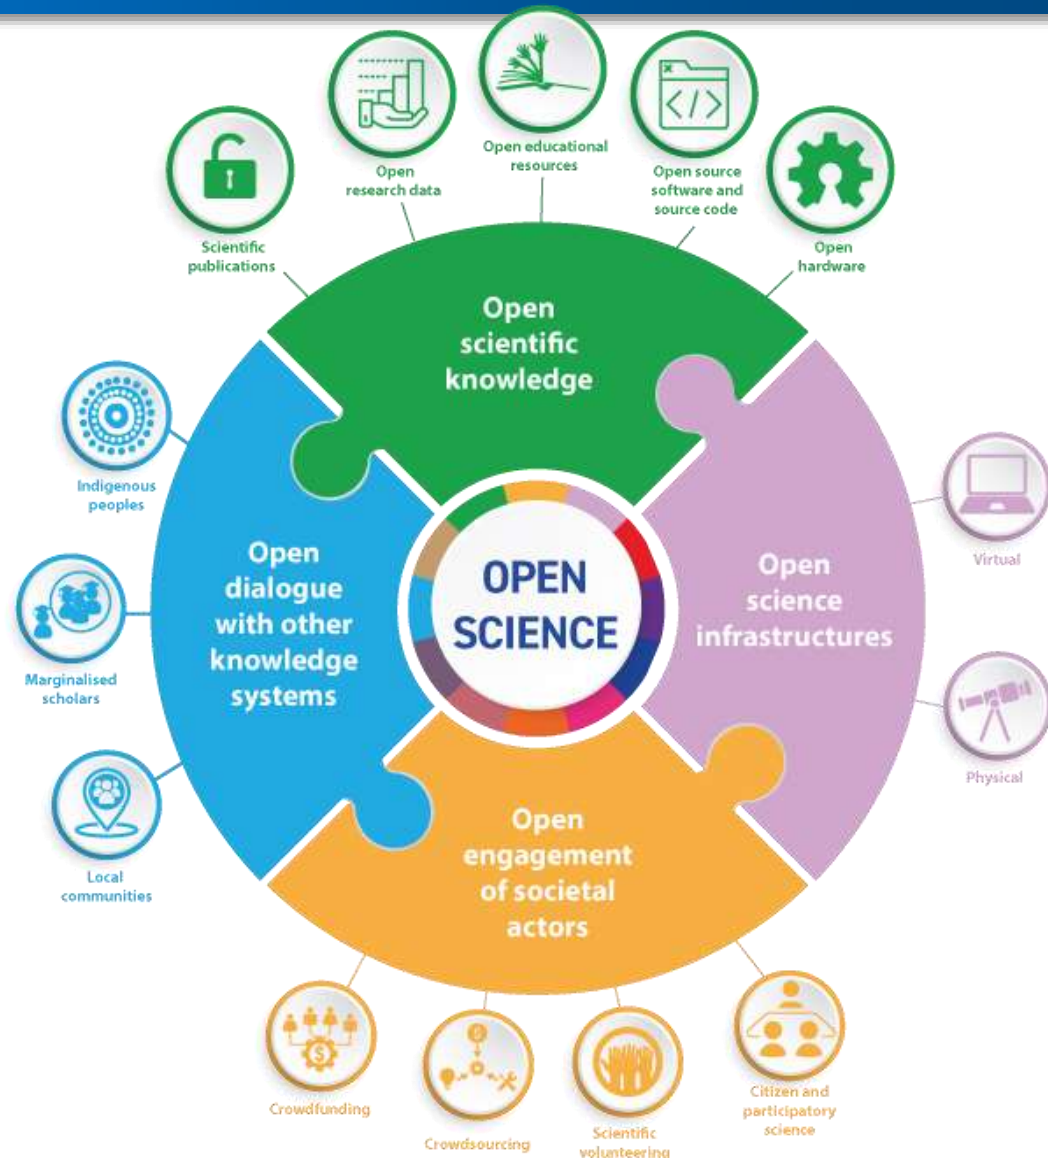 Open educational
resources
Open
research data
Open source
software and
source code
Scientific
publications
Open
hardware
Open
scientific
knowledge
Indigenous
peoples
Marginalised
scholars
Local
communities
Open
dialogue
with other
knowledge
systems
OPEN
SCIENCE
Open
science
infrastructures
Virtual
Physical
Open
engagement
of societal
actors
Crowdfunding
Crowdsourcing
Scientific
volunteering
Citizen and
participatory
science